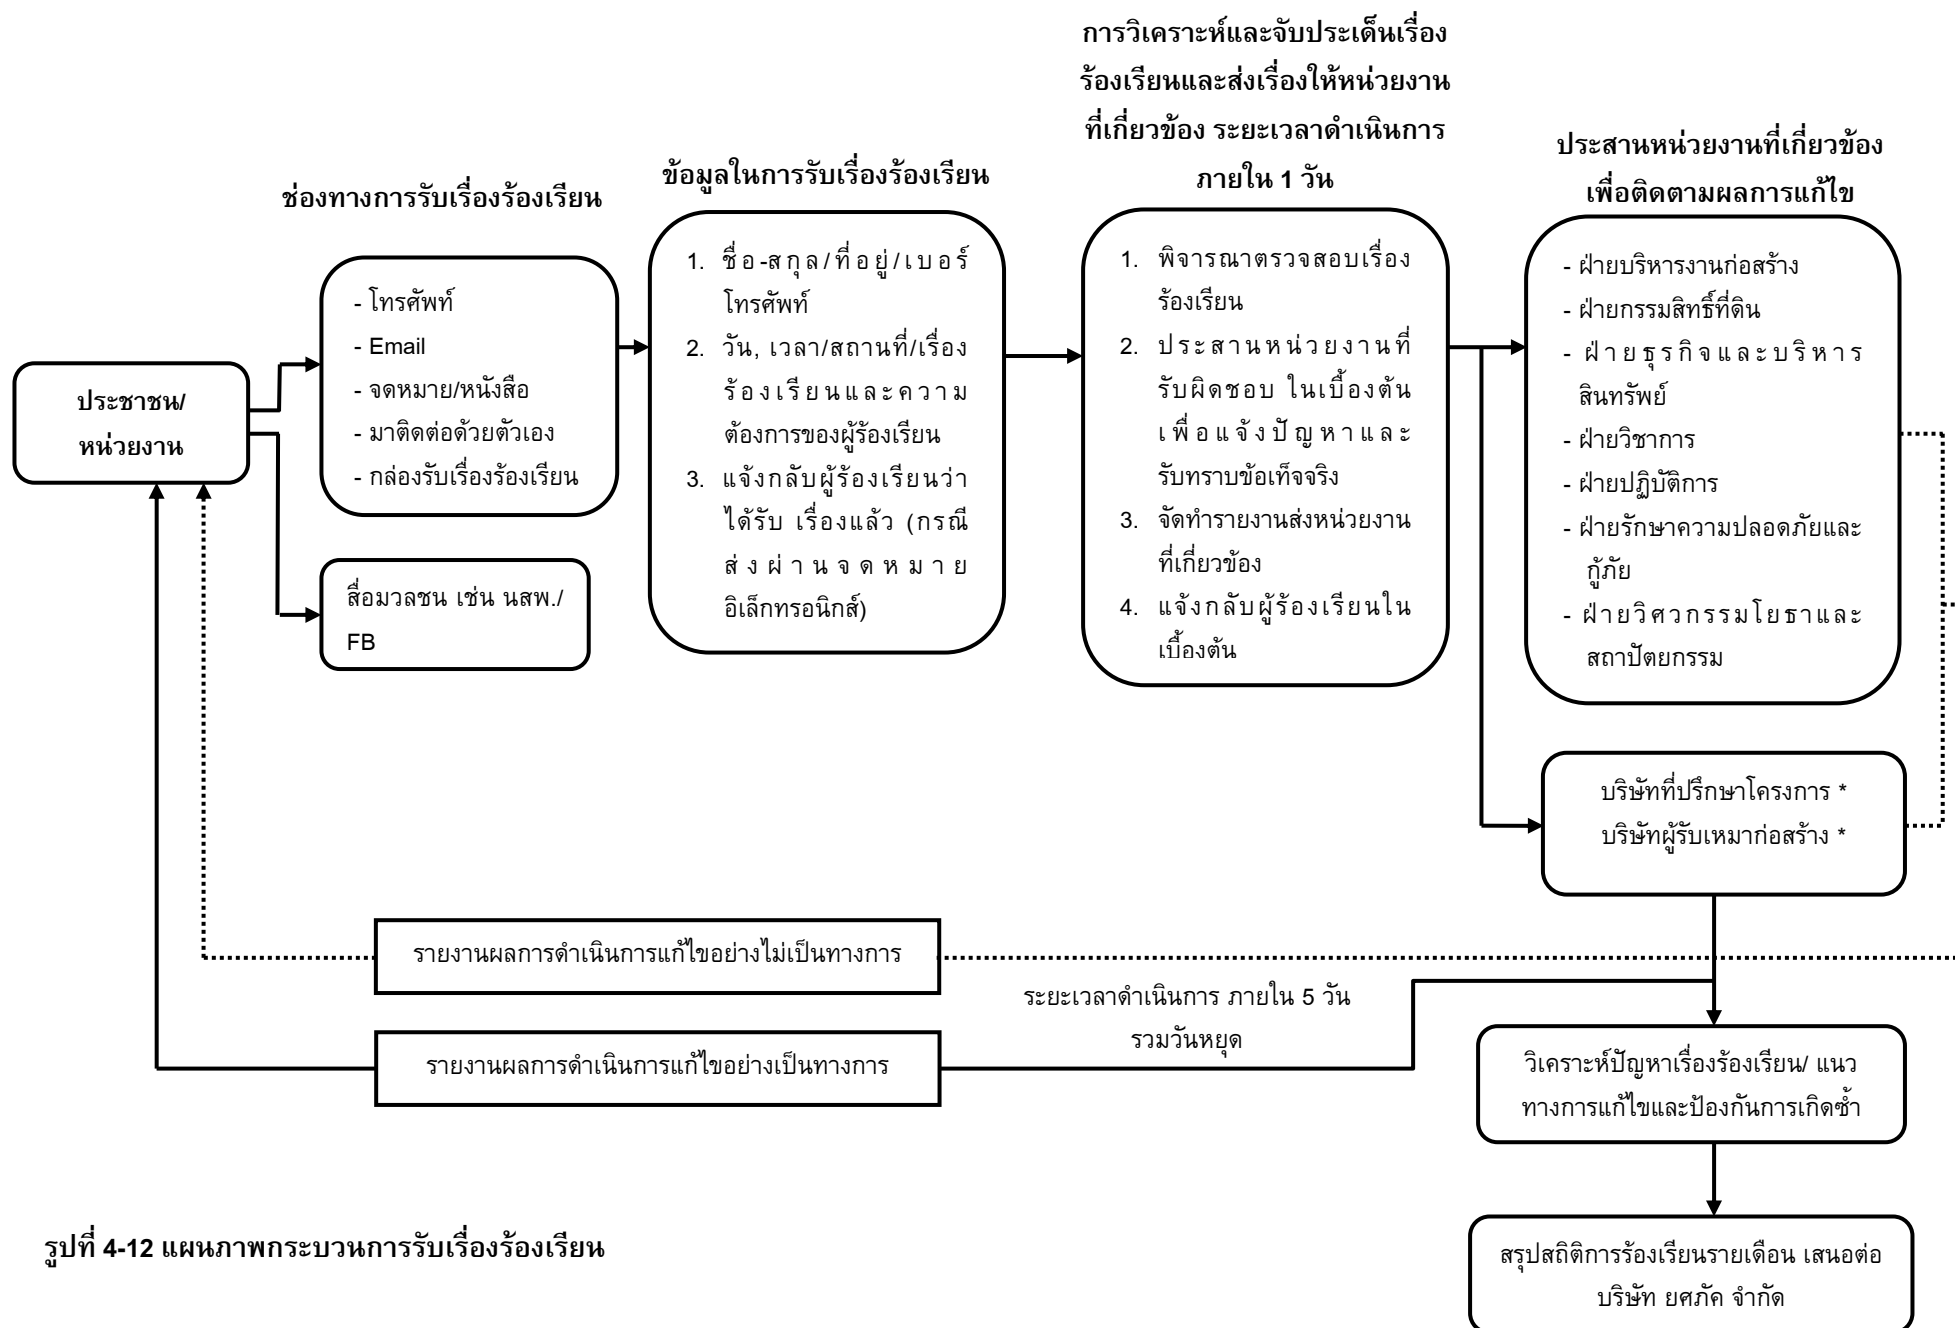 การวิเคราะห์และจับประเด็นเรื่อง
ร้องเรียนและส่งเรื่องให้หน่วยงาน
ที่เกี่ยวข้อง ระยะเวลาดำเนินการ
ภายใน 1 วัน
ประสานหน่วยงานที่เกี่ยวข้อง
เพื่อติดตามผลการแก้ไข
ข้อมูลในการรับเรื่องร้องเรียน
ช่องทางการรับเรื่องร้องเรียน
ประชาชน/
หน่วยงาน
- โทรศัพท์
- Email
- จดหมาย/หนังสือ
- มาติดต่อด้วยตัวเอง
- กล่องรับเรื่องร้องเรียน
สื่อมวลชน เช่น นสพ./
FB
1. ชื่อ-สกุล/ที่อยู่/เบอร์
โทรศัพท์
2. วัน, เวลา/สถานที่/เรื่อง
ร้องเรียนและความ
ต้องการของผู้ร้องเรียน
3. แจ้งกลับผู้ร้องเรียนว่า
ได้รับ เรื่องแล้ว (กรณี
ส่งผ่านจดหมาย
อิเล็กทรอนิกส์)
1. พิจารณาตรวจสอบเรื่อง
ร้องเรียน
2. ประสานหน่วยงานที่
รับผิดชอบ ในเบื้องต้น
เพื่อแจ้งปัญหาและ
รับทราบข้อเท็จจริง
3. จัดทำรายงานส่งหน่วยงาน
ที่เกี่ยวข้อง
4. แจ้งกลับผู้ร้องเรียนใน
เบื้องต้น
- ฝ่ายบริหารงานก่อสร้าง
- ฝ่ายกรรมสิทธิ์ที่ดิน
- ฝ่ายธุรกิจและบริหาร
สินทรัพย์
- ฝ่ายวิชาการ
- ฝ่ายปฏิบัติการ
- ฝ่ายรักษาความปลอดภัยและ
กู้ภัย
- ฝ่ายวิศวกรรมโยธาและ
สถาปัตยกรรม
บริษัทที่ปรึกษาโครงการ *
บริษัทผู้รับเหมาก่อสร้าง *
รายงานผลการดำเนินการแก้ไขอย่างไม่เป็นทางการ
ระยะเวลาดำเนินการ ภายใน 5 วัน
รวมวันหยุด
รายงานผลการดำเนินการแก้ไขอย่างเป็นทางการ
วิเคราะห์ปัญหาเรื่องร้องเรียน/ แนว
ทางการแก้ไขและป้องกันการเกิดซ้ำ
สรุปสถิติการร้องเรียนรายเดือน เสนอต่อ
บริษัท ยศภัค จำกัด
รูปที่ 4-12 แผนภาพกระบวนการรับเรื่องร้องเรียน